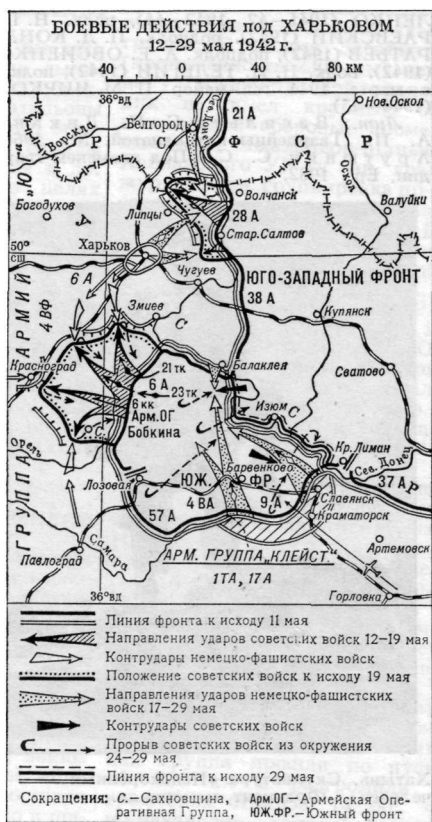 БОЕВЫЕ ДЕЙСТВИЯ под ХАРЬКОВОМ
12–29 мая 1942 г.
40 0 40 80 км
36° вд
Нов. Оскол
Белгород
Сев. Донец
21 А
Ворскла
Р С Ф С Р
Оскол
"ЮГ"
Волчанск
Валуйки
Богодухов
Липцы
28 А
Стар. Салтов
50° сш
Харьков
Чугуев
6 А
ЮГО-ЗАПАДНЫЙ ФРОНТ
38 А
4 ВФ
Змиев
Купянск
АРМИЙ
С
Красноград
21 тк
Балаклея
Сватово
6 А
23 тк
6 кк
Арм. ОГ
Бобкина
Изюм
С
С
Орель
Кр. Лиман
Сев. Донец
Барвенково
Лозовая
ЮЖ. ФР.
37 А
Р
57 А
4 ВА
9 А
Славянск
Краматорск
ГРУППА
Самара
АРМ. ГРУППА „КЛЕЙСТ"
Артемовск
Павлоград
1 ТА, 17 А
36° вд
Горловка
Линия фронта к исходу 11 мая
Направления ударов советских войск 12–19 мая
Контрудары немецко-фашистских войск
Положение советских войск к исходу 19 мая
Направления ударов немецко-фашистских
войск 17–29 мая
Контрудары советских войск
Прорыв советских войск из окружения
24–29 мая
Линия фронта к исходу 29 мая
Сокращения: С.—Сахновщина, Арм. ОГ—Армейская Опе-
ративная Группа, ЮЖ. ФР.—Южный фронт